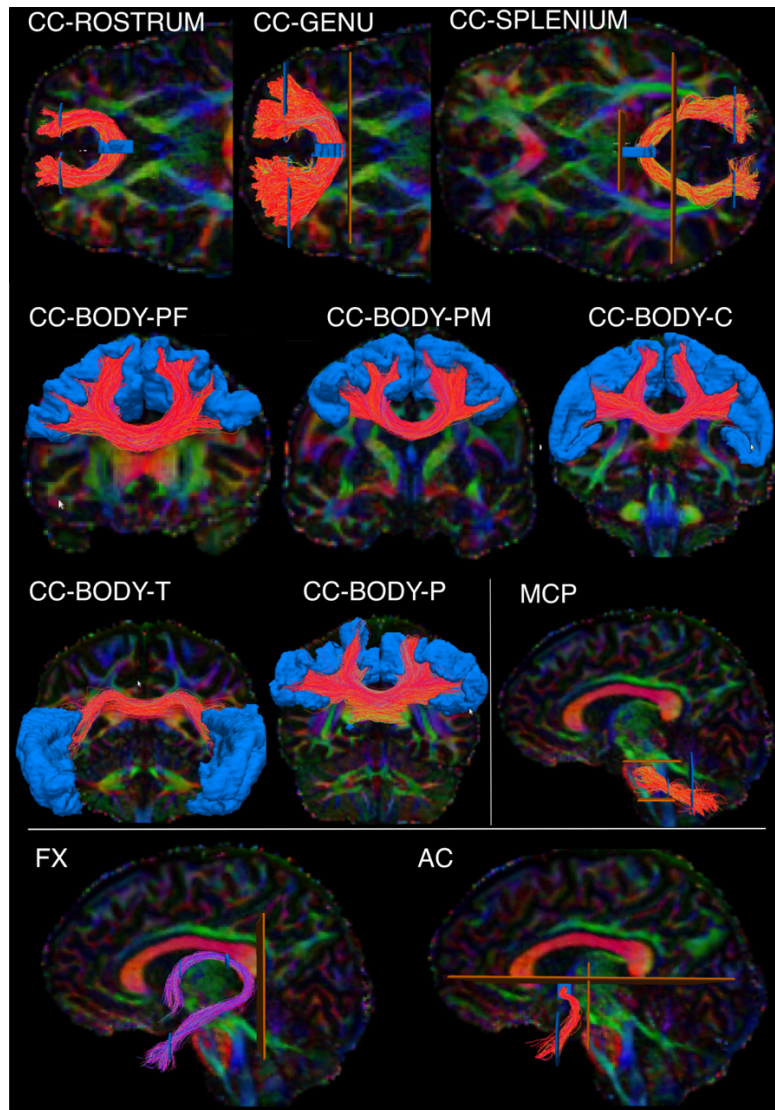 CC-ROSTRUM
CC-GENU
CC-SPLENIUM
CC-BODY-PF
CC-BODY-PM
CC-BODY-C
CC-BODY-T
CC-BODY-P
MCP
FX
AC